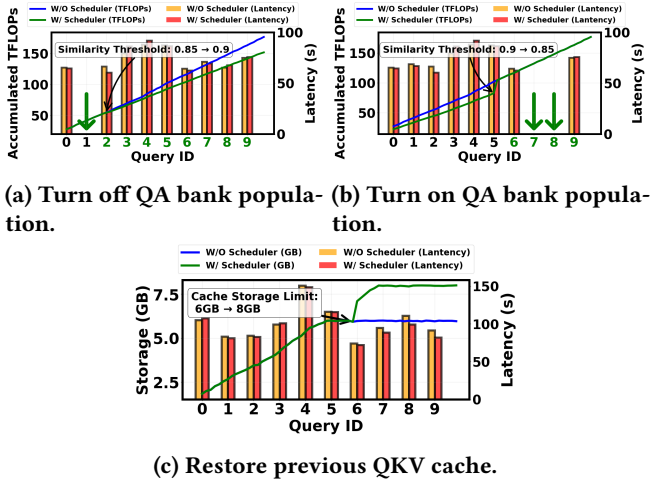 W/O Scheduler (TFLOPs) W/O Scheduler (Lantency)
W/ Scheduler (TFLOPs) W/ Scheduler (Lantency)
Accumulated TFLOPs
150
100
50
Similarity Threshold: 0.85 → 0.9
100
50
0
Latency (s)
0 1 2 3 4 5 6 7 8 9
Query ID
(a) Turn off QA bank popula-
tion.
W/O Scheduler (TFLOPs) W/O Scheduler (Lantency)
W/ Scheduler (TFLOPs) W/ Scheduler (Lantency)
Accumulated TFLOPs
150
100
50
Similarity Threshold: 0.9 → 0.85
100
50
0
Latency (s)
0 1 2 3 4 5 6 7 8 9
Query ID
(b) Turn on QA bank popula-
tion.
W/O Scheduler (GB) W/O Scheduler (Lantency)
W/ Scheduler (GB) W/ Scheduler (Lantency)
Storage (GB)
7.5
5.0
2.5
Cache Storage Limit:
6GB → 8GB
150
100
50
0
Latency (s)
0 1 2 3 4 5 6 7 8 9
Query ID
(c) Restore previous QKV cache.